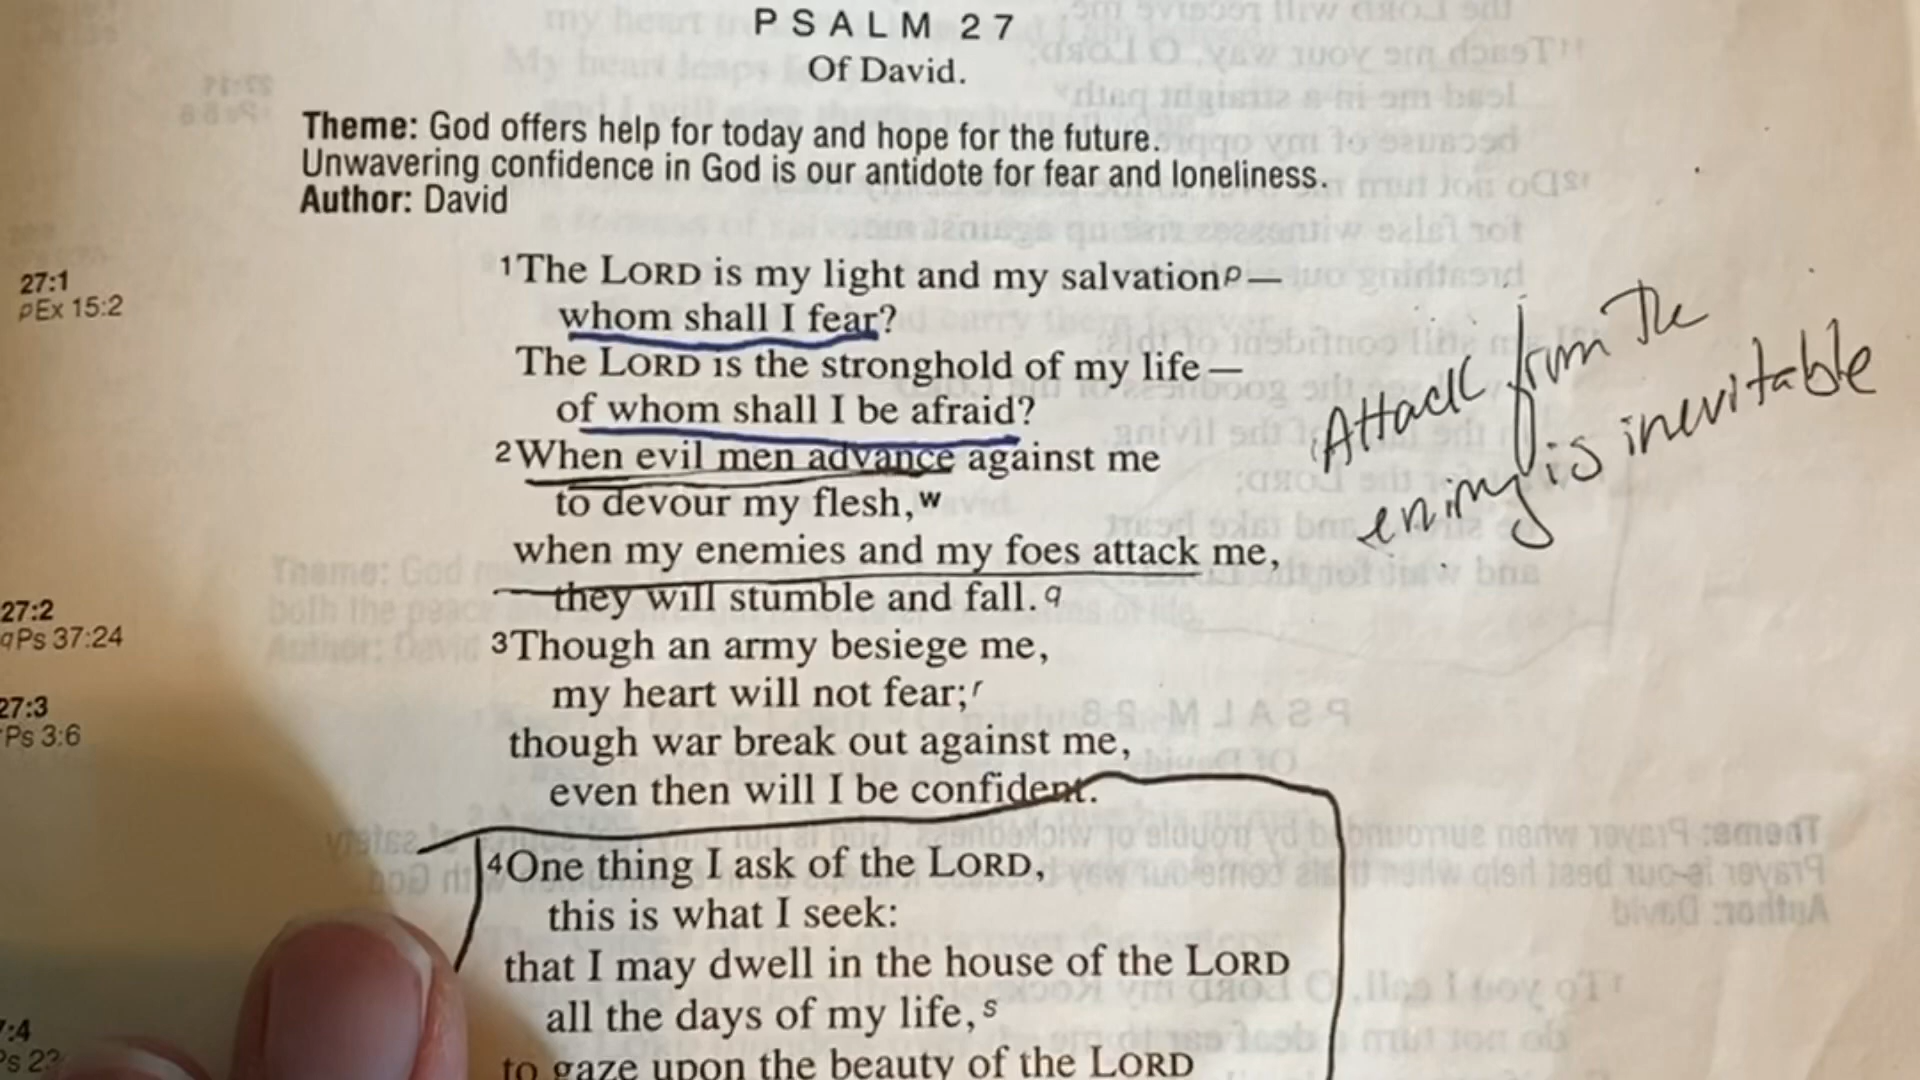 PSALM 27
Of David.
Theme: God offers help for today and hope for the future.
Unwavering confidence in God is our antidote for fear and loneliness.
Author: David
27:1
pEx 15:2
1The LORD is my light and my salvationp—
whom shall I fear?
The LORD is the stronghold of my life—
of whom shall I be afraid?
2When evil men advance against me
to devour my flesh,w
when my enemies and my foes attack me,
they will stumble and fall.q
Attack from The
enimy is inevitable
27:2
qPs 37:24
3Though an army besiege me,
my heart will not fear;r
though war break out against me,
even then will I be confident.
27:3
Ps 3:6
4One thing I ask of the LORD,
this is what I seek:
that I may dwell in the house of the LORD
all the days of my life,s
to gaze upon the beauty of the LORD
:4